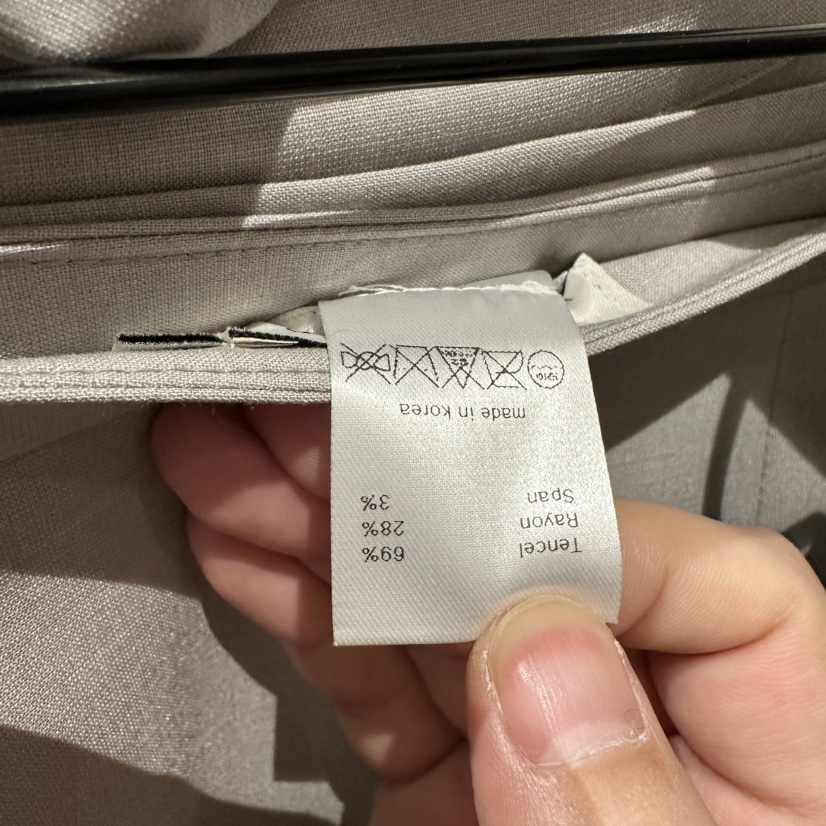 Tencel 69%
Rayon 28%
Span 3%
made in korea